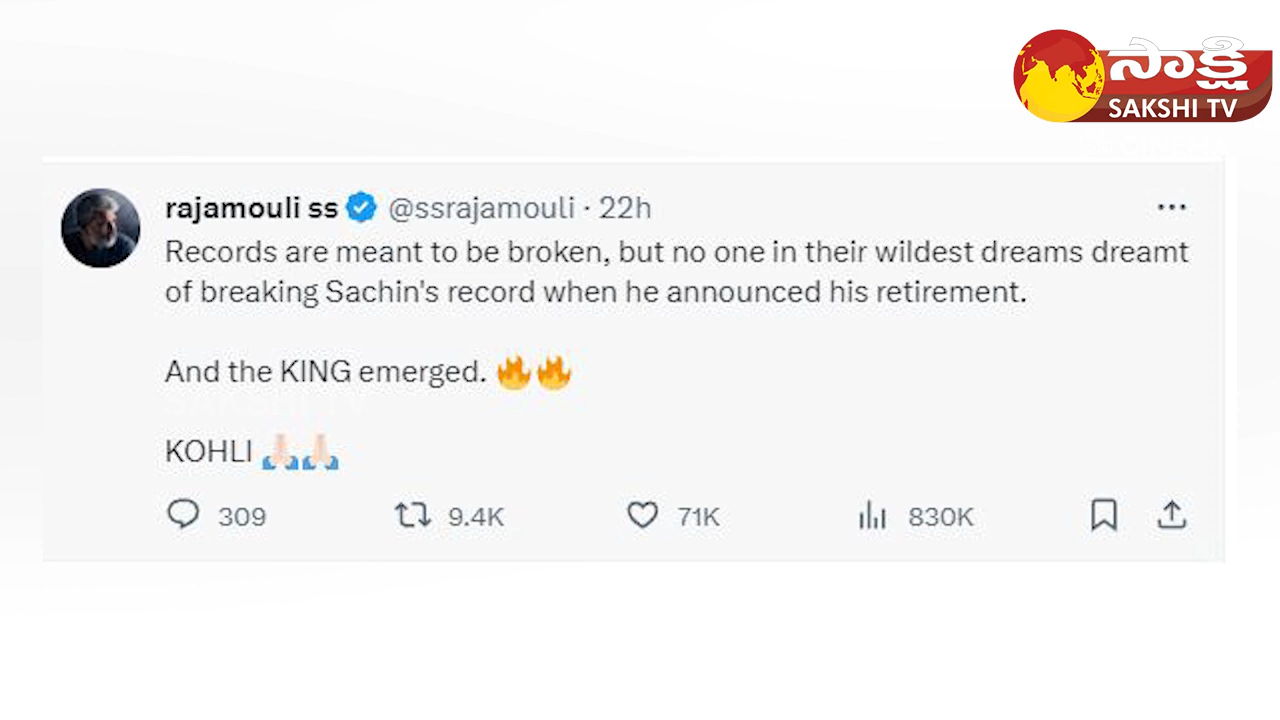 సాక్షి
SAKSHI TV
rajamouli ss @ssrajamouli · 22h
Records are meant to be broken, but no one in their wildest dreams dreamt
of breaking Sachin's record when he announced his retirement.
And the KING emerged. 🔥🔥
SAKSHI TV
KOHLI 🙏🏻🙏🏻
309 9.4K 71K 830K